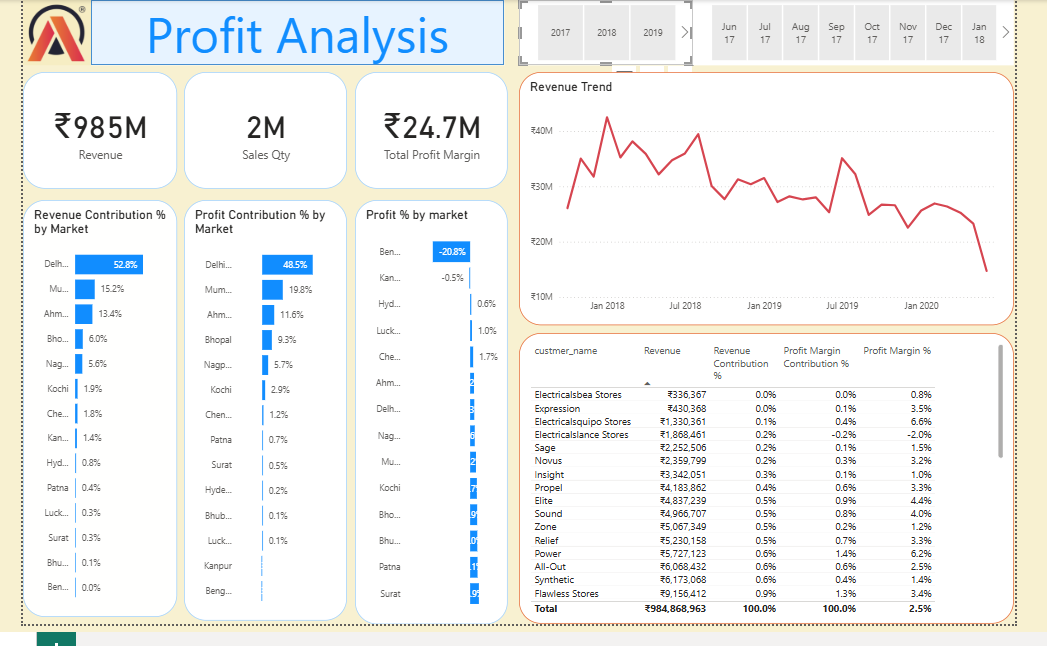 Profit Analysis
2017 2018 2019
Jun 17 Jul 17 Aug 17 Sep 17 Oct 17 Nov 17 Dec 17 Jan 18
₹985M
Revenue
2M
Sales Qty
₹24.7M
Total Profit Margin
Revenue Trend
₹40M
₹30M
₹20M
₹10M
Jan 2018 Jul 2018 Jan 2019 Jul 2019 Jan 2020
Revenue Contribution %
by Market
Delh... 52.8%
Mu... 15.2%
Ahm... 13.4%
Bho... 6.0%
Nag... 5.6%
Kochi 1.9%
Che... 1.8%
Kan... 1.4%
Hyd... 0.8%
Patna 0.4%
Luck... 0.3%
Surat 0.3%
Bhu... 0.1%
Ben... 0.0%
Profit Contribution % by
Market
Delhi... 48.5%
Mum... 19.8%
Ahm... 11.6%
Bhopal 9.3%
Nagp... 5.7%
Kochi 2.9%
Chen... 1.2%
Patna 0.7%
Surat 0.5%
Hyde... 0.2%
Bhub... 0.1%
Luck... 0.1%
Kanpur
Beng...
Profit % by market
Ben... -20.8%
Kan... -0.5%
Hyd... 0.6%
Luck... 1.0%
Che... 1.7%
Ahm...
Delh...
Nag...
Mu...
Kochi
Bho...
Bhu...
Patna
Surat
custmer_name Revenue Revenue Contribution % Profit Margin Contribution % Profit Margin %
Electricalsbea Stores ₹336,367 0.0% 0.0% 0.8%
Expression ₹430,368 0.0% 0.1% 3.5%
Electricalsquipo Stores ₹1,330,361 0.1% 0.4% 6.6%
Electricalslance Stores ₹1,868,461 0.2% -0.2% -2.0%
Sage ₹2,252,506 0.2% 0.1% 1.5%
Novus ₹2,359,799 0.2% 0.3% 3.2%
Insight ₹3,342,051 0.3% 0.1% 1.0%
Propel ₹4,183,862 0.4% 0.6% 3.3%
Elite ₹4,837,239 0.5% 0.9% 4.4%
Sound ₹4,966,707 0.5% 0.8% 4.0%
Zone ₹5,067,349 0.5% 0.2% 1.2%
Relief ₹5,230,158 0.5% 0.7% 3.3%
Power ₹5,727,123 0.6% 1.4% 6.2%
All-Out ₹6,068,432 0.6% 0.6% 2.5%
Synthetic ₹6,173,068 0.6% 0.4% 1.4%
Flawless Stores ₹9,156,412 0.9% 1.3% 3.4%
Total ₹984,868,963 100.0% 100.0% 2.5%